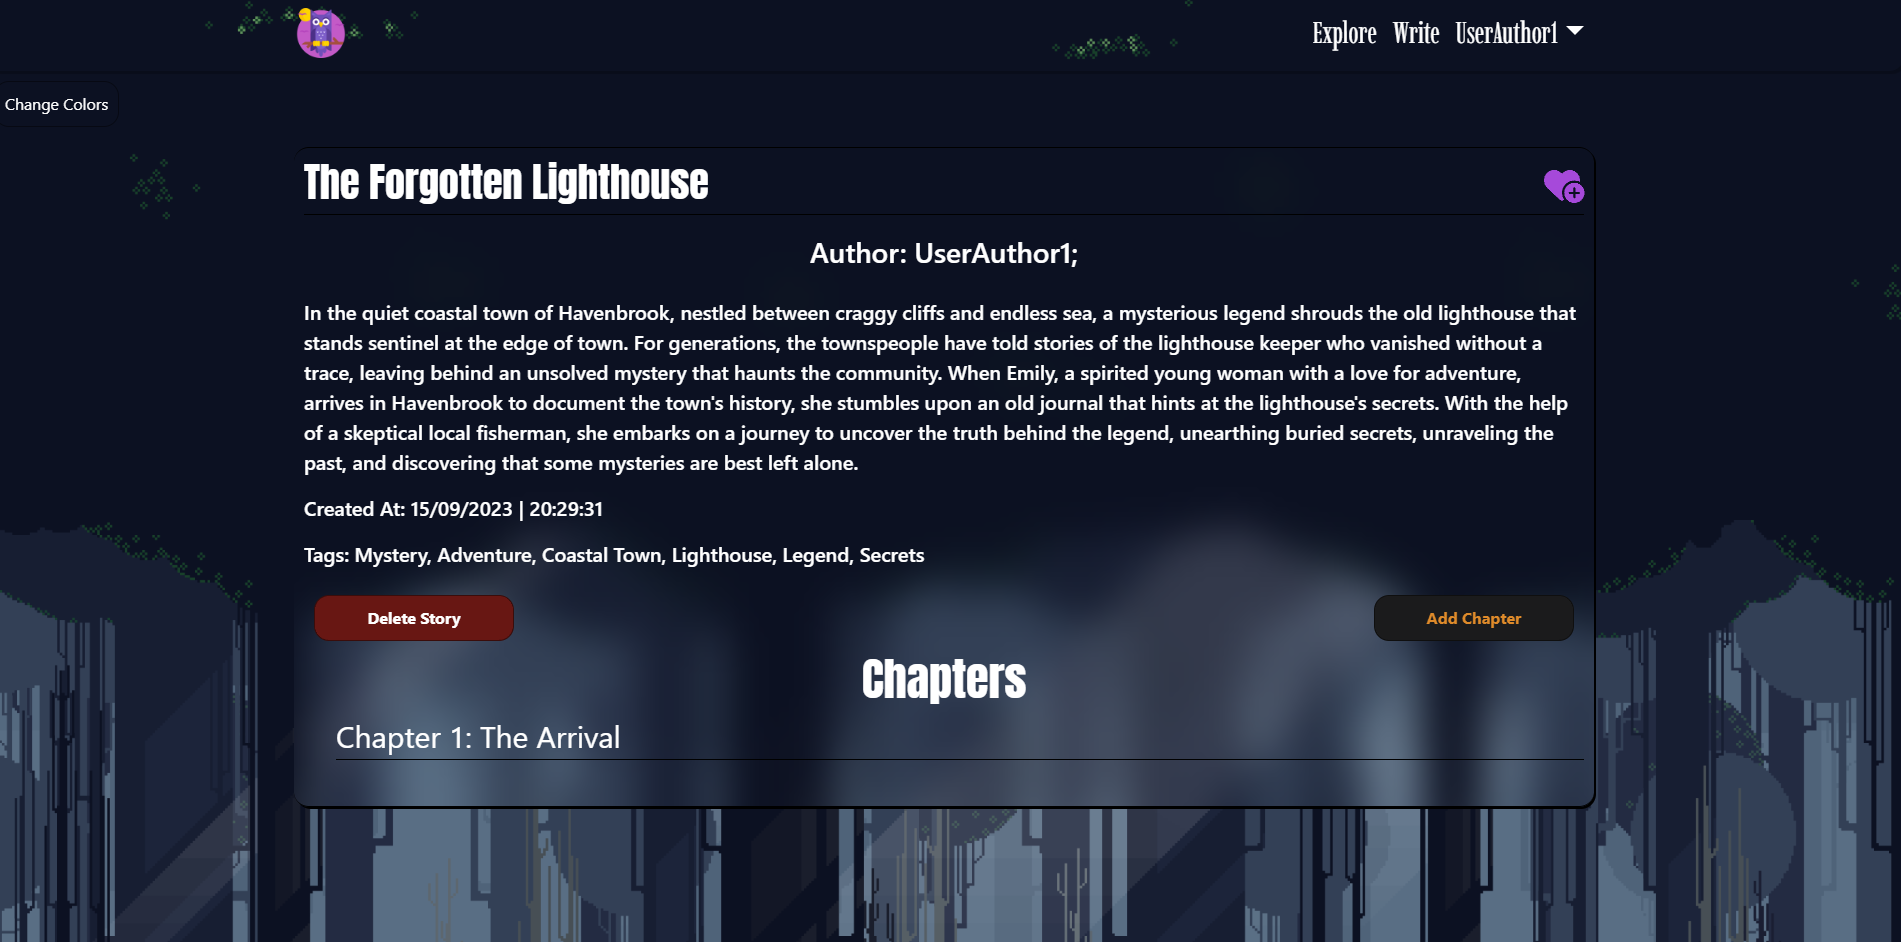 Explore Write UserAuthor1
Change Colors
The Forgotten Lighthouse
Author: UserAuthor1;
In the quiet coastal town of Havenbrook, nestled between craggy cliffs and endless sea, a mysterious legend shrouds the old lighthouse that
stands sentinel at the edge of town. For generations, the townspeople have told stories of the lighthouse keeper who vanished without a
trace, leaving behind an unsolved mystery that haunts the community. When Emily, a spirited young woman with a love for adventure,
arrives in Havenbrook to document the town's history, she stumbles upon an old journal that hints at the lighthouse's secrets. With the help
of a skeptical local fisherman, she embarks on a journey to uncover the truth behind the legend, unearthing buried secrets, unraveling the
past, and discovering that some mysteries are best left alone.
Created At: 15/09/2023 | 20:29:31
Tags: Mystery, Adventure, Coastal Town, Lighthouse, Legend, Secrets
Delete Story
Add Chapter
Chapters
Chapter 1: The Arrival